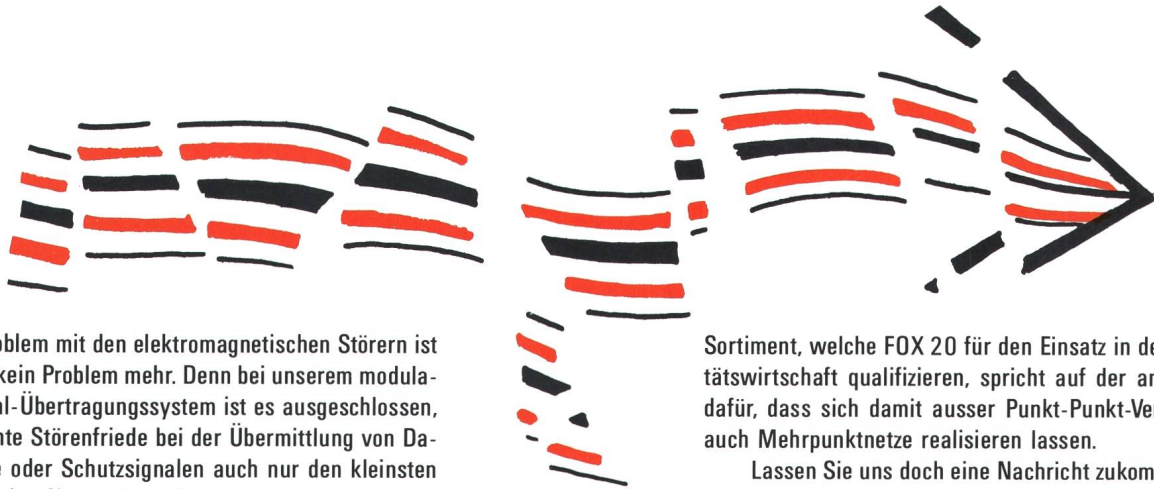 oblem mit den elektromagnetischen Störern ist
kein Problem mehr. Denn bei unserem modula-
al-Übertragungssystem ist es ausgeschlossen,
nte Störenfriede bei der Übermittlung von Da-
e oder Schutzsignalen auch nur den kleinsten
Sortiment, welche FOX 20 für den Einsatz in de
tätswirtschaft qualifizieren, spricht auf der an
dafür, dass sich damit ausser Punkt-Punkt-Ver
auch Mehrpunktnetze realisieren lassen.
Lassen Sie uns doch eine Nachricht zukom